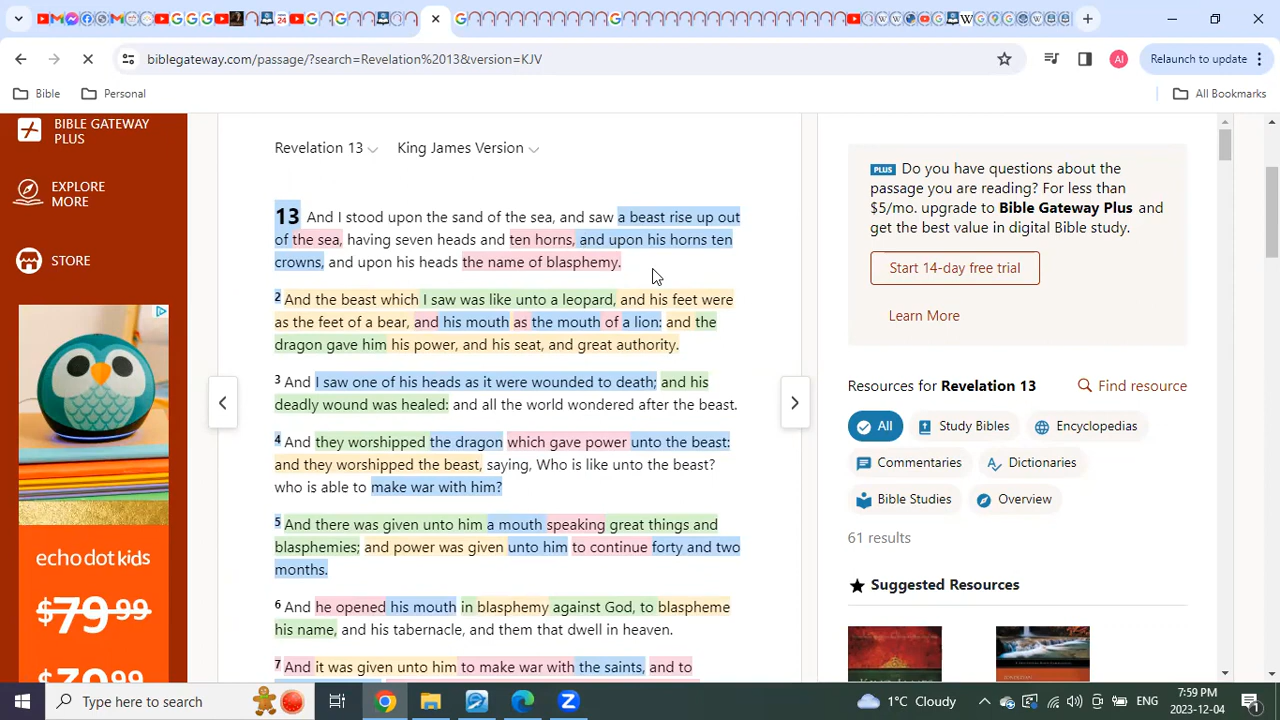 24
biblegateway.com/passage/?search=Revelation%2013&version=KJV
AI
Relaunch to update
Bible
Personal
All Bookmarks
BIBLE GATEWAY
PLUS
EXPLORE
MORE
STORE
echo dot kids
$79.99
Revelation 13
King James Version
13 And I stood upon the sand of the sea, and saw a beast rise up out
of the sea, having seven heads and ten horns, and upon his horns ten
crowns, and upon his heads the name of blasphemy.
2 And the beast which I saw was like unto a leopard, and his feet were
as the feet of a bear, and his mouth as the mouth of a lion: and the
dragon gave him his power, and his seat, and great authority.
3 And I saw one of his heads as it were wounded to death; and his
deadly wound was healed: and all the world wondered after the beast.
4 And they worshipped the dragon which gave power unto the beast:
and they worshipped the beast, saying, Who is like unto the beast?
who is able to make war with him?
5 And there was given unto him a mouth speaking great things and
blasphemies; and power was given unto him to continue forty and two
months.
6 And he opened his mouth in blasphemy against God, to blaspheme
his name, and his tabernacle, and them that dwell in heaven.
7 And it was given unto him to make war with the saints, and to
PLUS Do you have questions about the
passage you are reading? For less than
$5/mo. upgrade to Bible Gateway Plus and
get the best value in digital Bible study.
Start 14-day free trial
Learn More
Resources for Revelation 13
Find resource
All
Study Bibles
Encyclopedias
Commentaries
Dictionaries
Bible Studies
Overview
61 results
Suggested Resources
Type here to search
1°C Cloudy
ENG
7:59 PM
2023-12-04
1